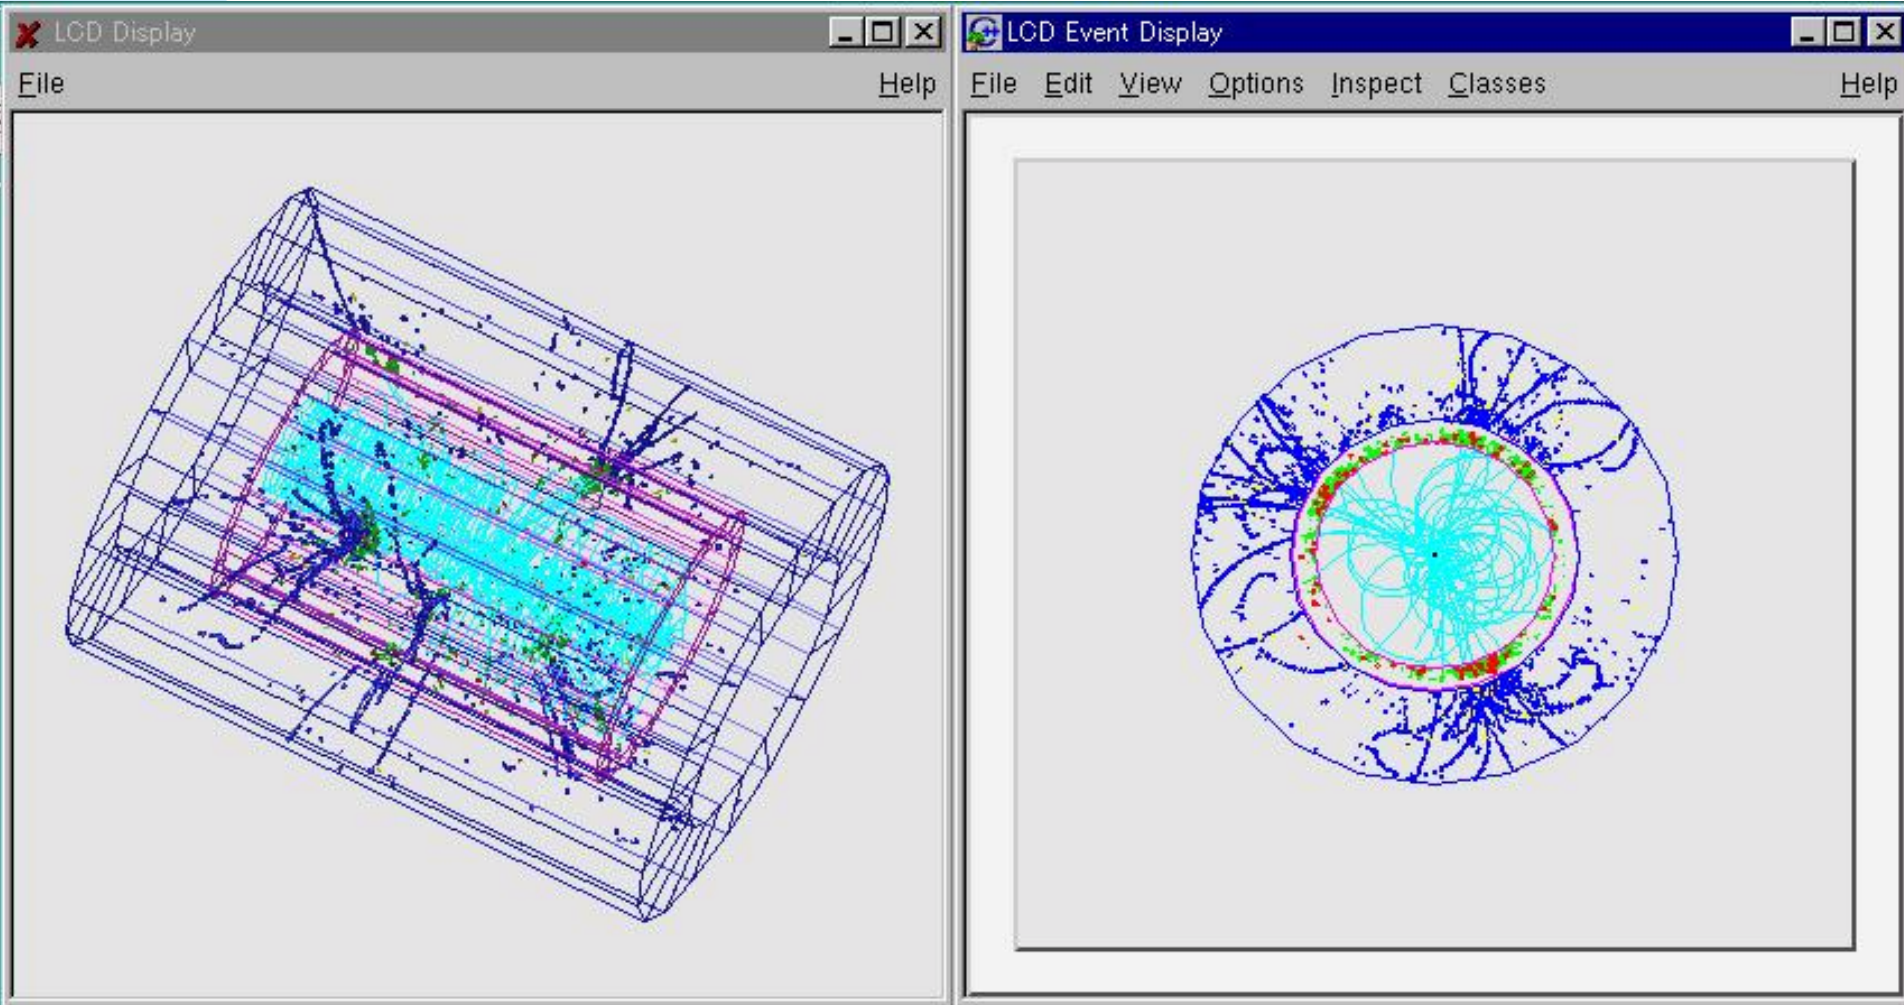 LCD Display
File Help
LCD Event Display
File Edit View Options Inspect Classes Help